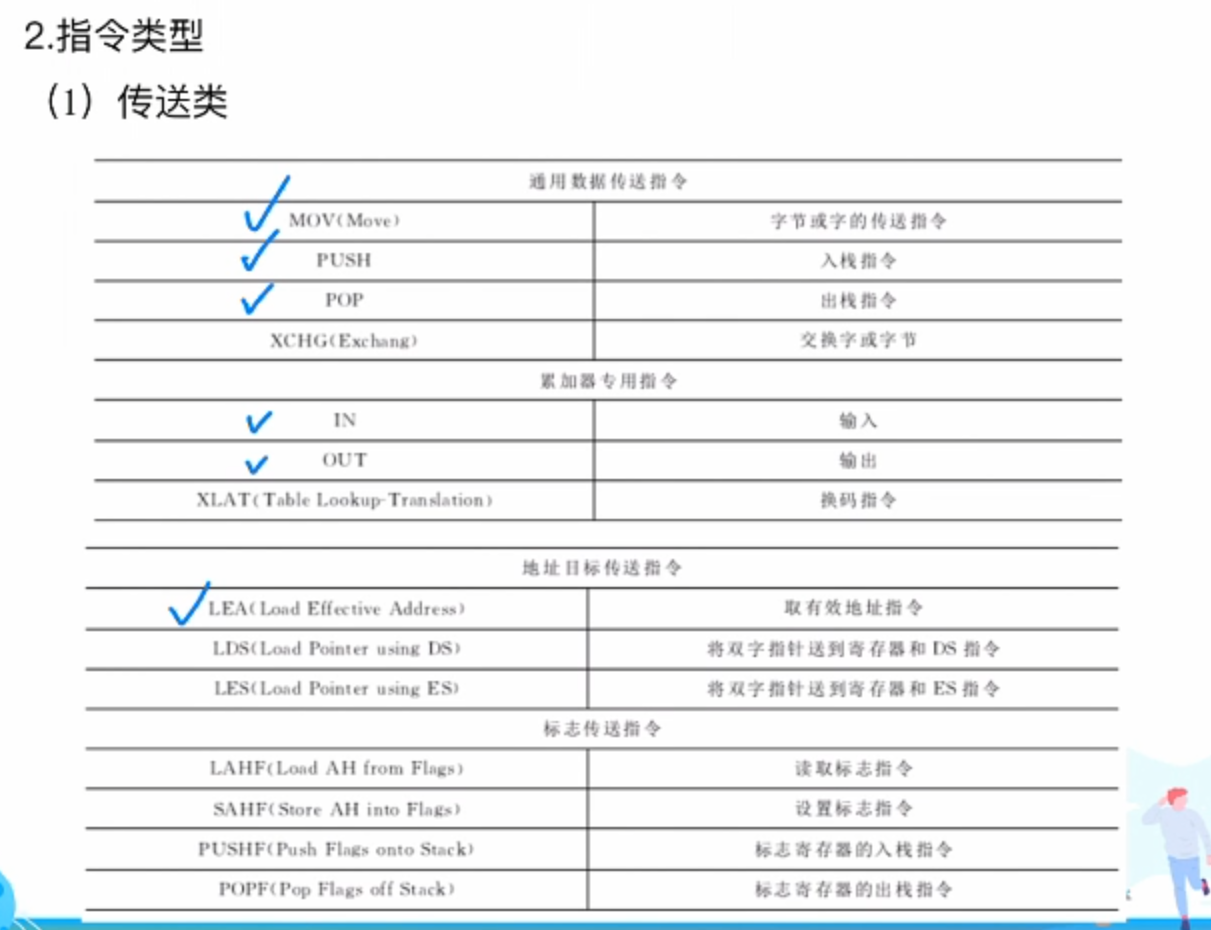 2.指令类型
（1）传送类
通用数据传送指令
MOV(Move) 字节或字的传送指令
PUSH 入栈指令
POP 出栈指令
XCHG(Exchang) 交换字或字节
累加器专用指令
IN 输入
OUT 输出
XLAT(Table Lookup-Translation) 换码指令
地址目标传送指令
LEA(Load Effective Address) 取有效地址指令
LDS(Load Pointer using DS) 将双字指针送到寄存器和 DS 指令
LES(Load Pointer using ES) 将双字指针送到寄存器和 ES 指令
标志传送指令
LAHF(Load AH from Flags) 读取标志指令
SAHF(Store AH into Flags) 设置标志指令
PUSHF(Push Flags onto Stack) 标志寄存器的入栈指令
POPF(Pop Flags off Stack) 标志寄存器的出栈指令